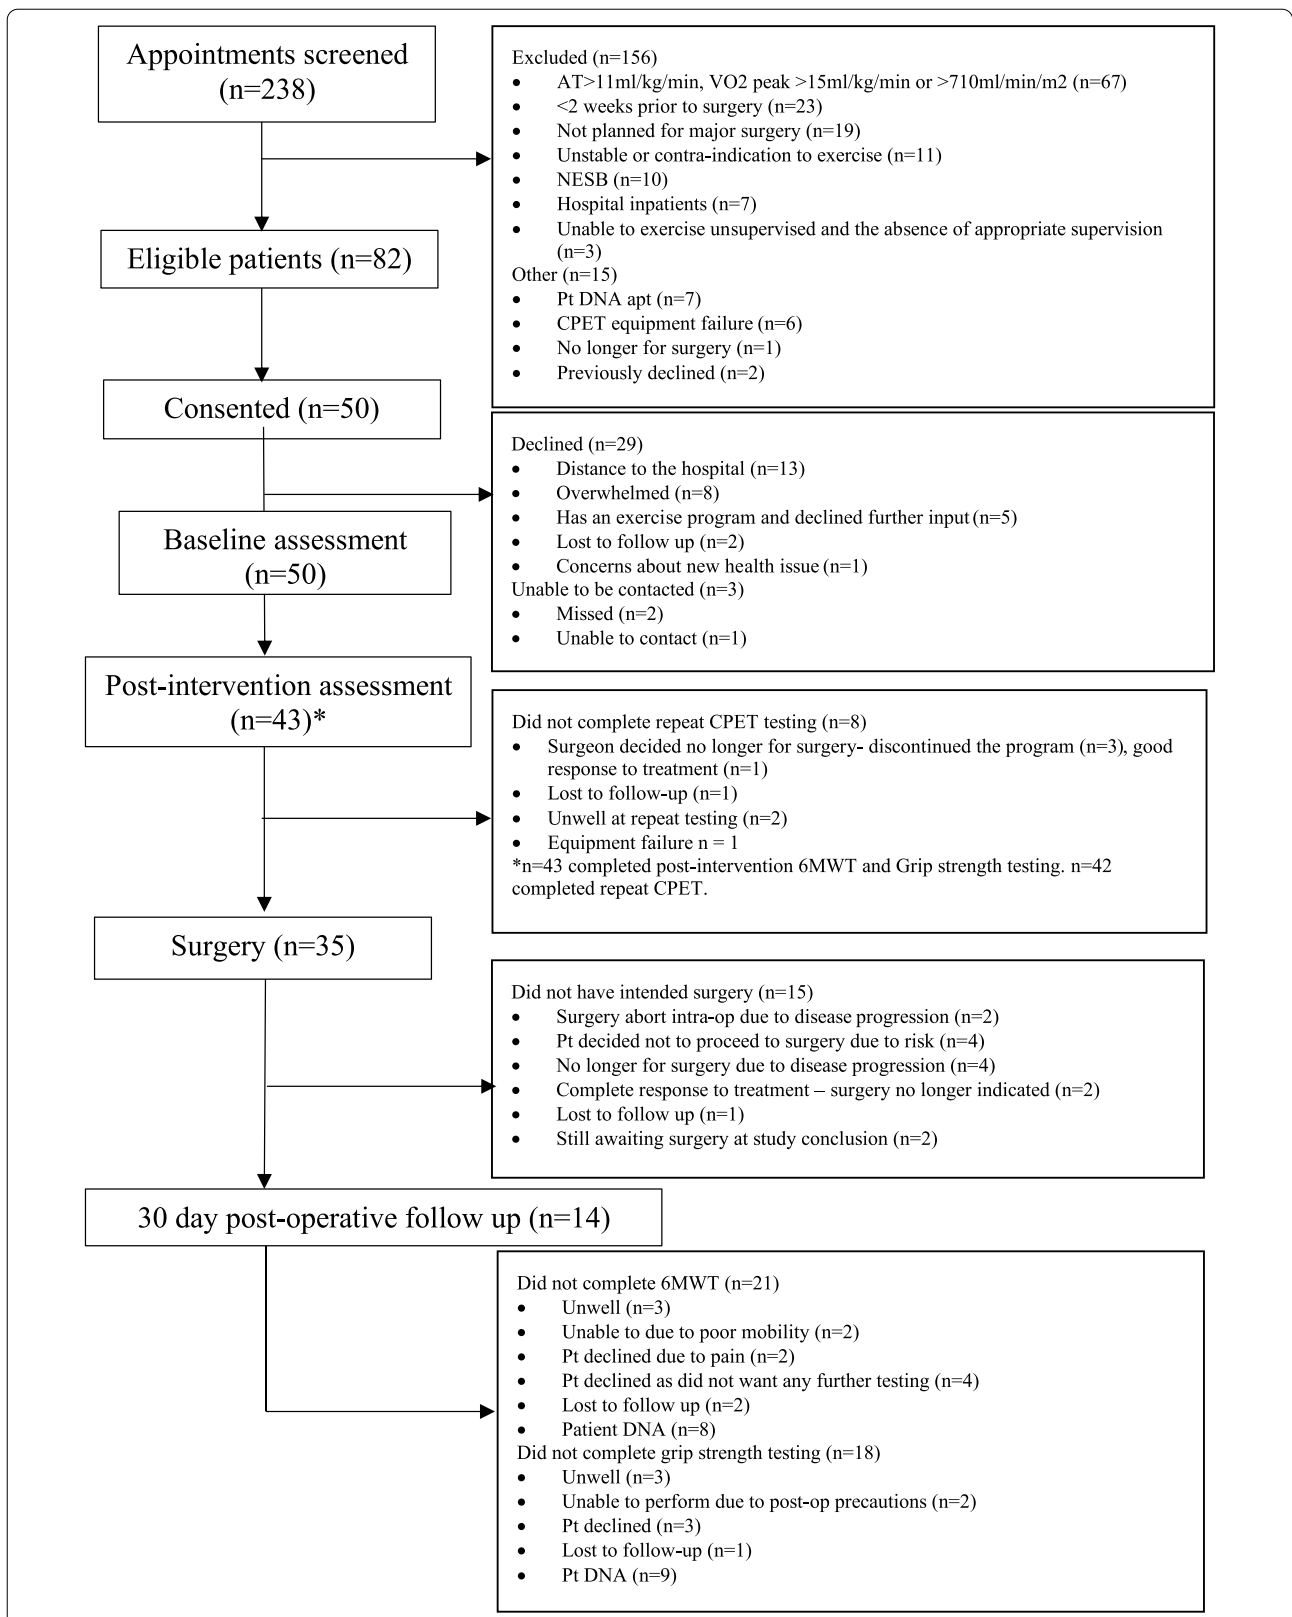 Appointments screened
(n=238)
Excluded (n=156)
• AT>11ml/kg/min, VO2 peak >15ml/kg/min or >710ml/min/m2 (n=67)
• <2 weeks prior to surgery (n=23)
• Not planned for major surgery (n=19)
• Unstable or contra-indication to exercise (n=11)
• NESB (n=10)
• Hospital inpatients (n=7)
• Unable to exercise unsupervised and the absence of appropriate supervision
(n=3)
Other (n=15)
• Pt DNA apt (n=7)
• CPET equipment failure (n=6)
• No longer for surgery (n=1)
• Previously declined (n=2)
Eligible patients (n=82)
Consented (n=50)
Declined (n=29)
• Distance to the hospital (n=13)
• Overwhelmed (n=8)
• Has an exercise program and declined further input (n=5)
• Lost to follow up (n=2)
• Concerns about new health issue (n=1)
Unable to be contacted (n=3)
• Missed (n=2)
• Unable to contact (n=1)
Baseline assessment
(n=50)
Post-intervention assessment
(n=43)*
Did not complete repeat CPET testing (n=8)
• Surgeon decided no longer for surgery- discontinued the program (n=3), good
response to treatment (n=1)
• Lost to follow-up (n=1)
• Unwell at repeat testing (n=2)
• Equipment failure n = 1
*n=43 completed post-intervention 6MWT and Grip strength testing. n=42
completed repeat CPET.
Surgery (n=35)
Did not have intended surgery (n=15)
• Surgery abort intra-op due to disease progression (n=2)
• Pt decided not to proceed to surgery due to risk (n=4)
• No longer for surgery due to disease progression (n=4)
• Complete response to treatment – surgery no longer indicated (n=2)
• Lost to follow up (n=1)
• Still awaiting surgery at study conclusion (n=2)
30 day post-operative follow up (n=14)
Did not complete 6MWT (n=21)
• Unwell (n=3)
• Unable to due to poor mobility (n=2)
• Pt declined due to pain (n=2)
• Pt declined as did not want any further testing (n=4)
• Lost to follow up (n=2)
• Patient DNA (n=8)
Did not complete grip strength testing (n=18)
• Unwell (n=3)
• Unable to perform due to post-op precautions (n=2)
• Pt declined (n=3)
• Lost to follow-up (n=1)
• Pt DNA (n=9)